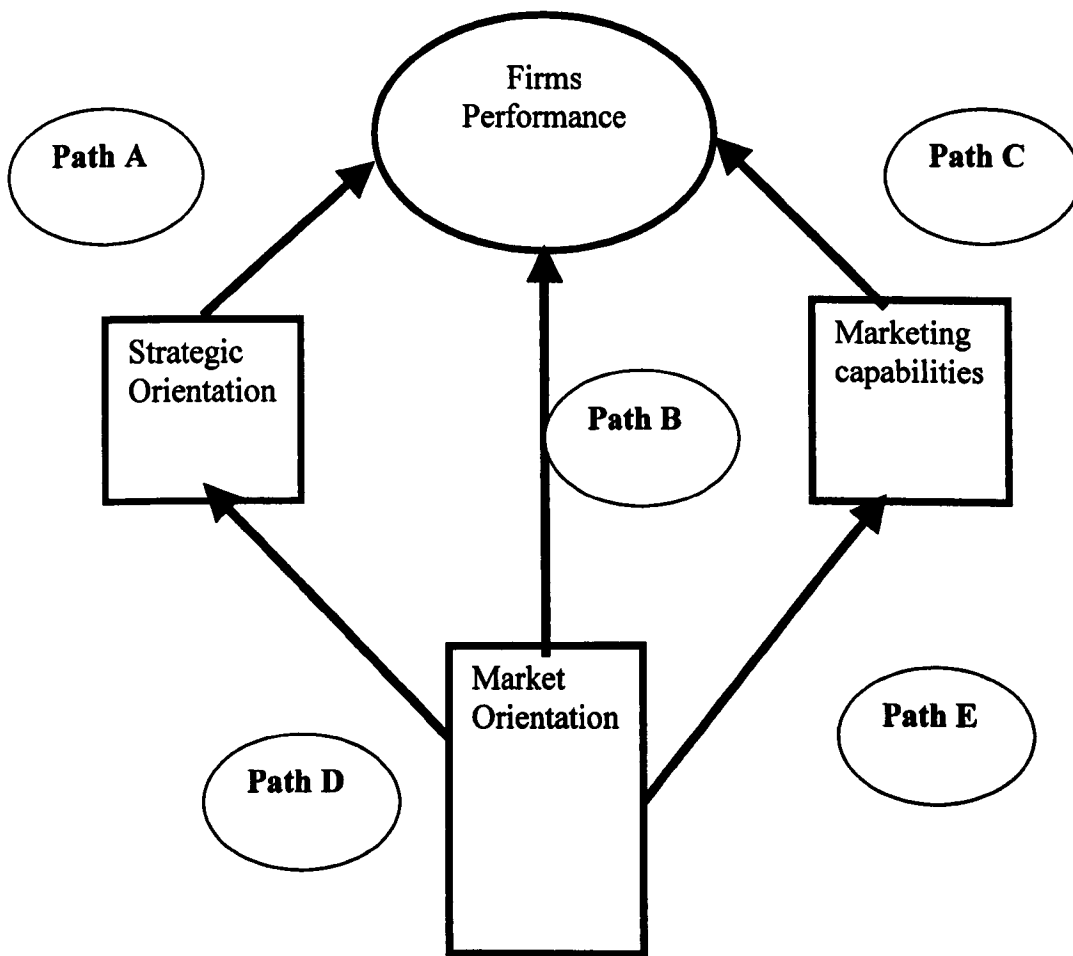 Firms
Performance
Path A
Path C
Strategic
Orientation
Marketing
capabilities
Path B
Market
Orientation
Path E
Path D